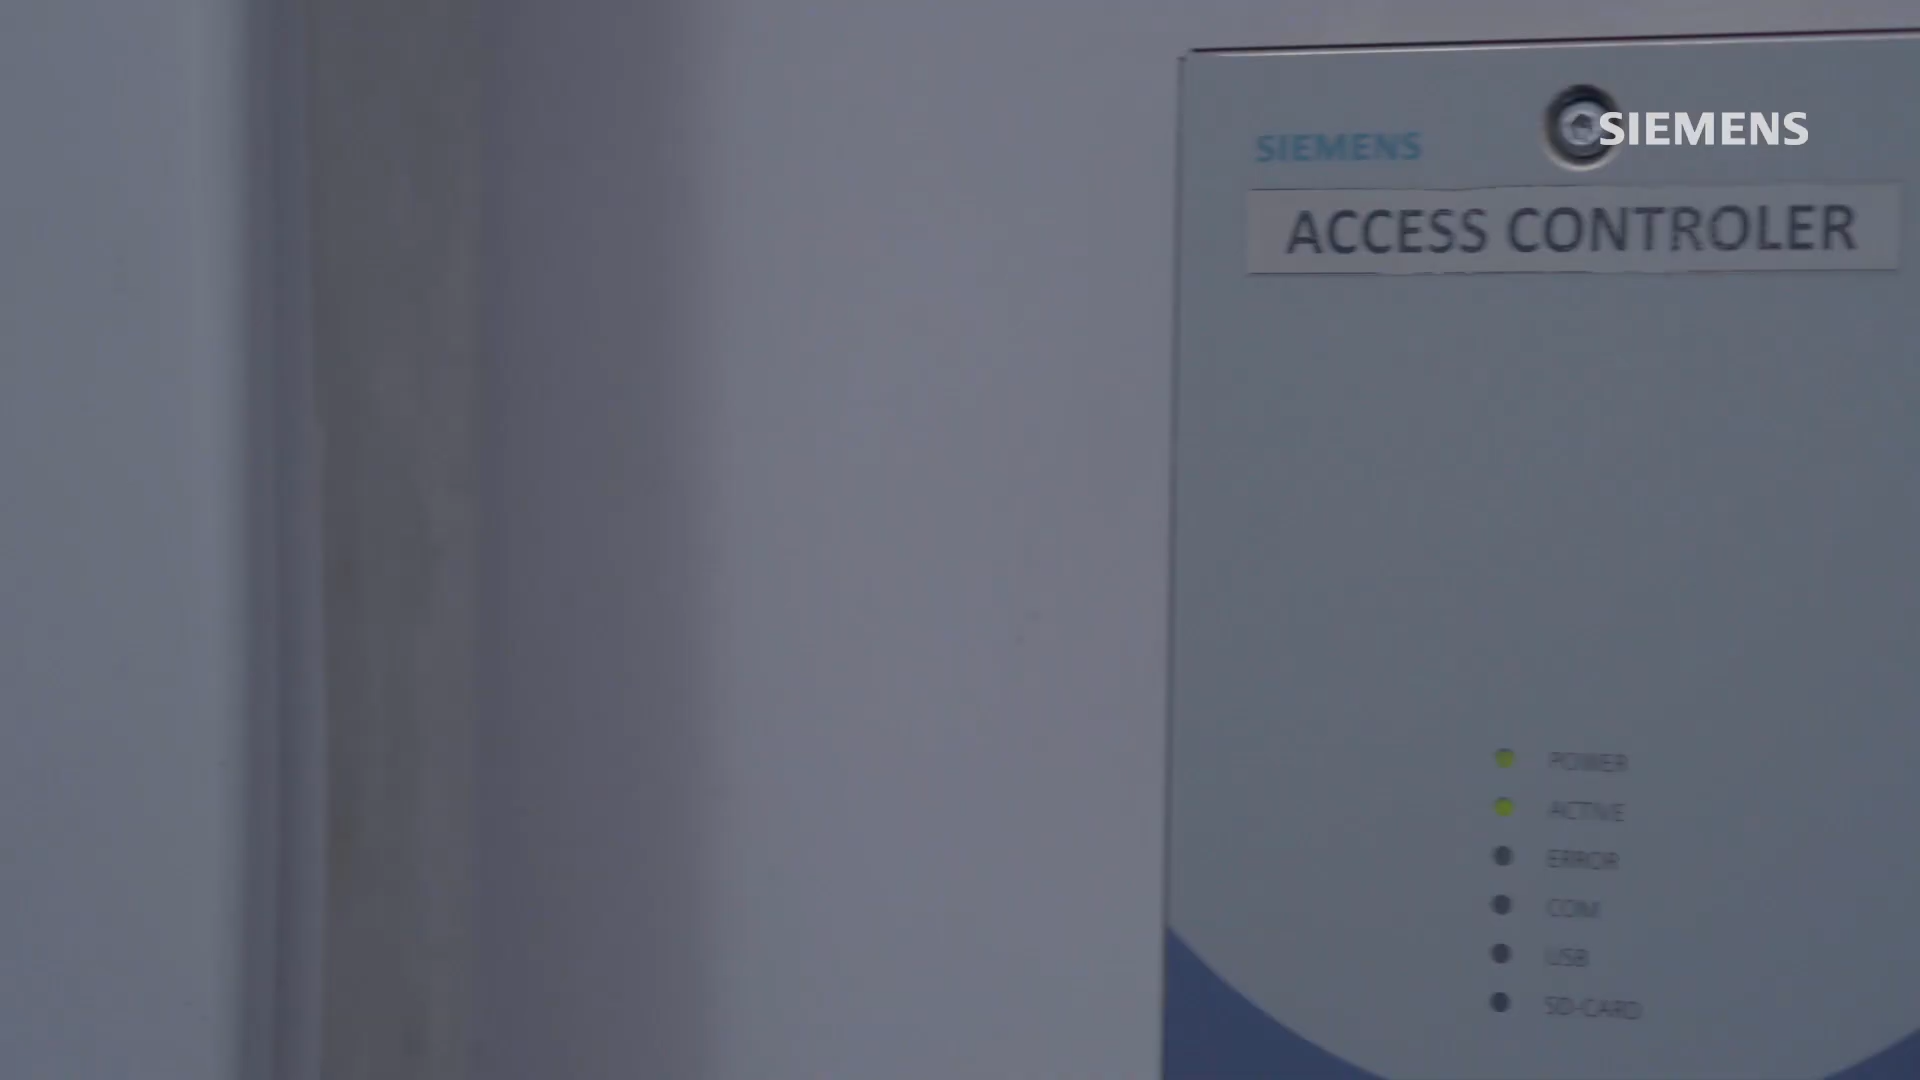 SIEMENS
SIEMENS
ACCESS CONTROLER
POWER
ACTIVE
ERROR
COM
USB
SD-CARD